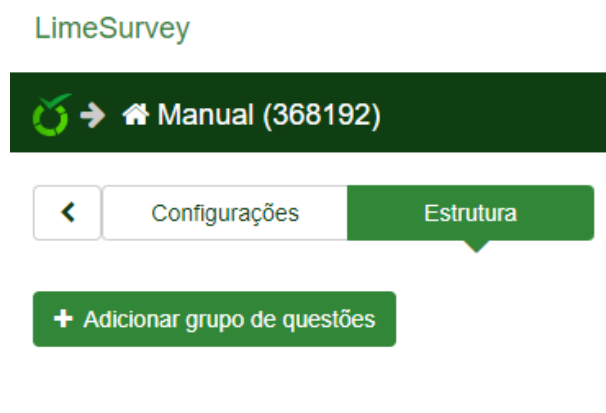 LimeSurvey
Manual (368192)
Configurações Estrutura
+ Adicionar grupo de questões